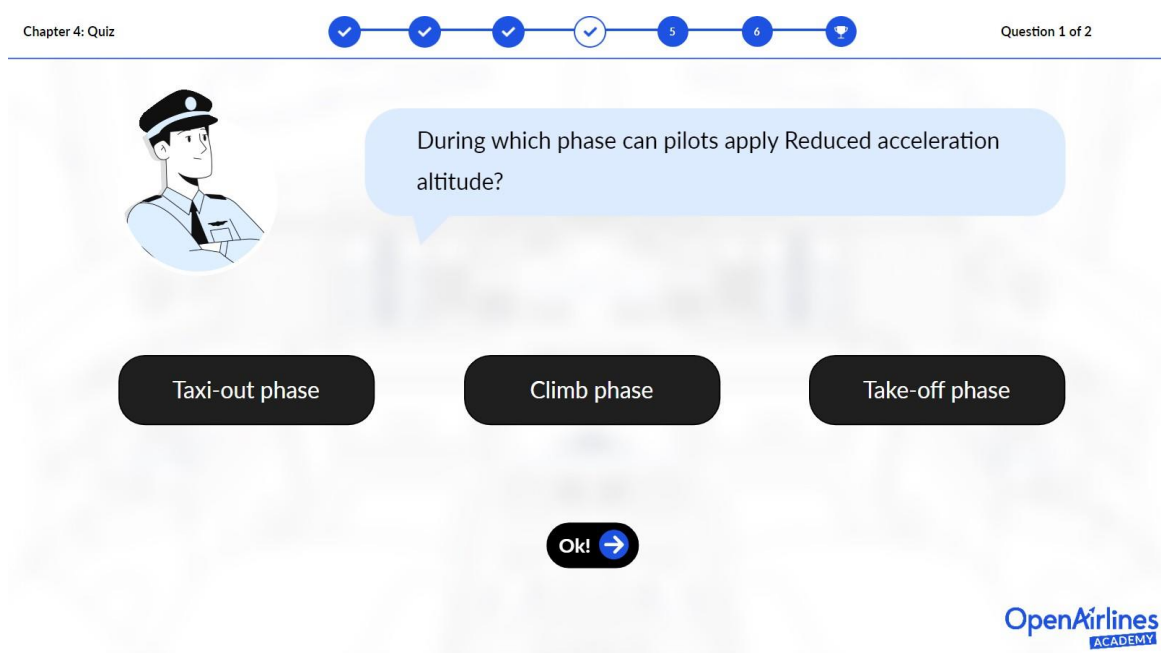 Chapter 4: Quiz
5
6
Question 1 of 2
During which phase can pilots apply Reduced acceleration
altitude?
Taxi-out phase
Climb phase
Take-off phase
Ok!
OpenAirlines
ACADEMY